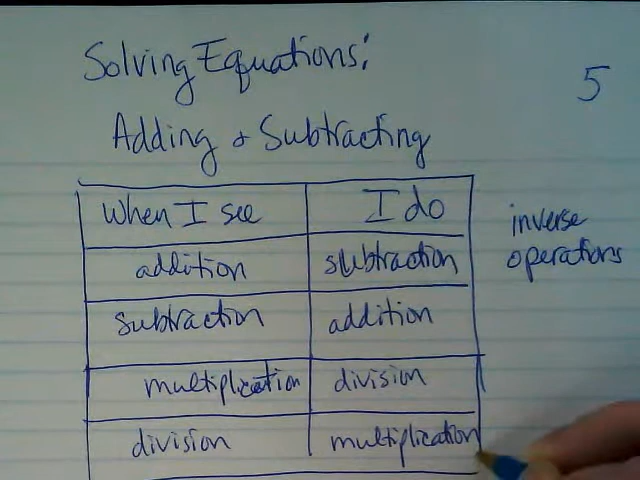 Solving Equations:
5
Adding & Subtracting
When I see I do
inverse
operations
addition subtraction
subtraction addition
multiplication division
division multiplication